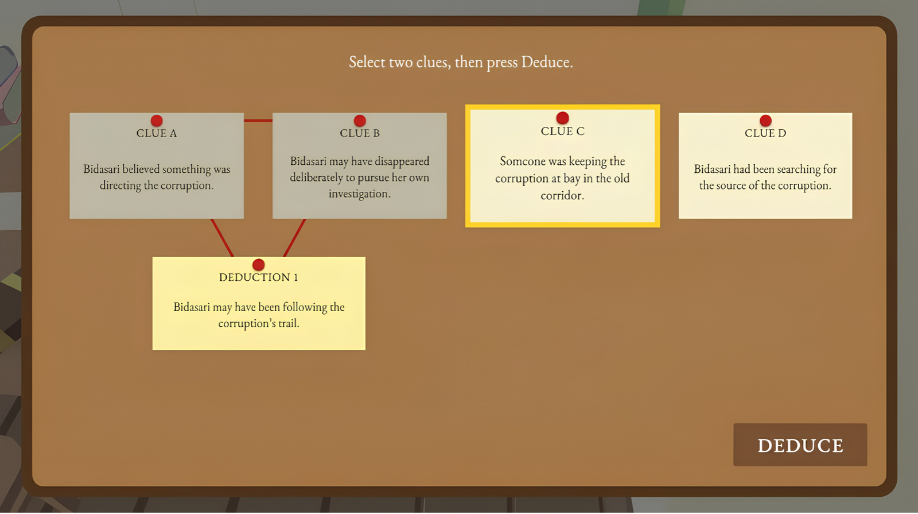 Select two clues, then press Deduce.
CLUE A
Bidasari believed something was
directing the corruption.
CLUE B
Bidasari may have disappeared
deliberately to pursue her own
investigation.
CLUE C
Somcone was keeping the
corruption at bay in the old
corridor.
CLUE D
Bidasari had been searching for
the source of the corruption.
DEDUCTION 1
Bidasari may have been following the
corruption's trail.
DEDUCE